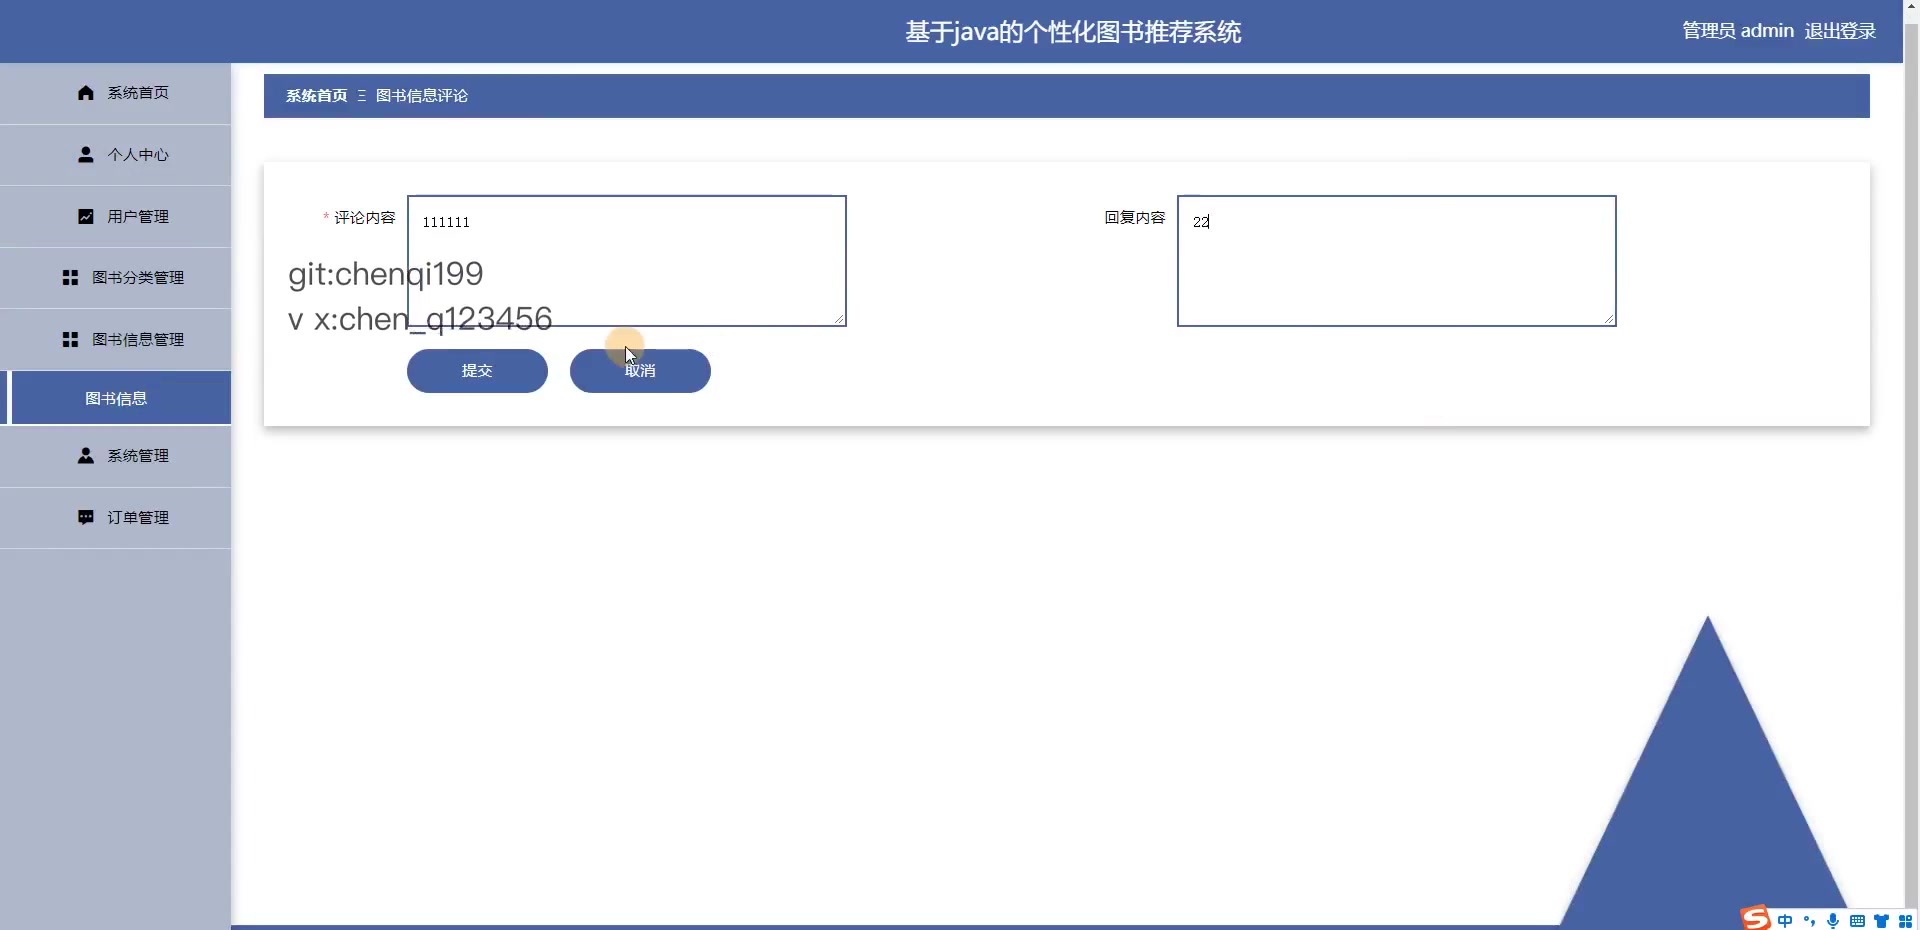 基于java的个性化图书推荐系统
管理员 admin 退出登录
系统首页
个人中心
用户管理
图书分类管理
图书信息管理
图书信息
系统管理
订单管理
系统首页 Ξ 图书信息评论
* 评论内容
111111
回复内容
22
git:chenqi199
v x:chen_q123456
提交
取消
中